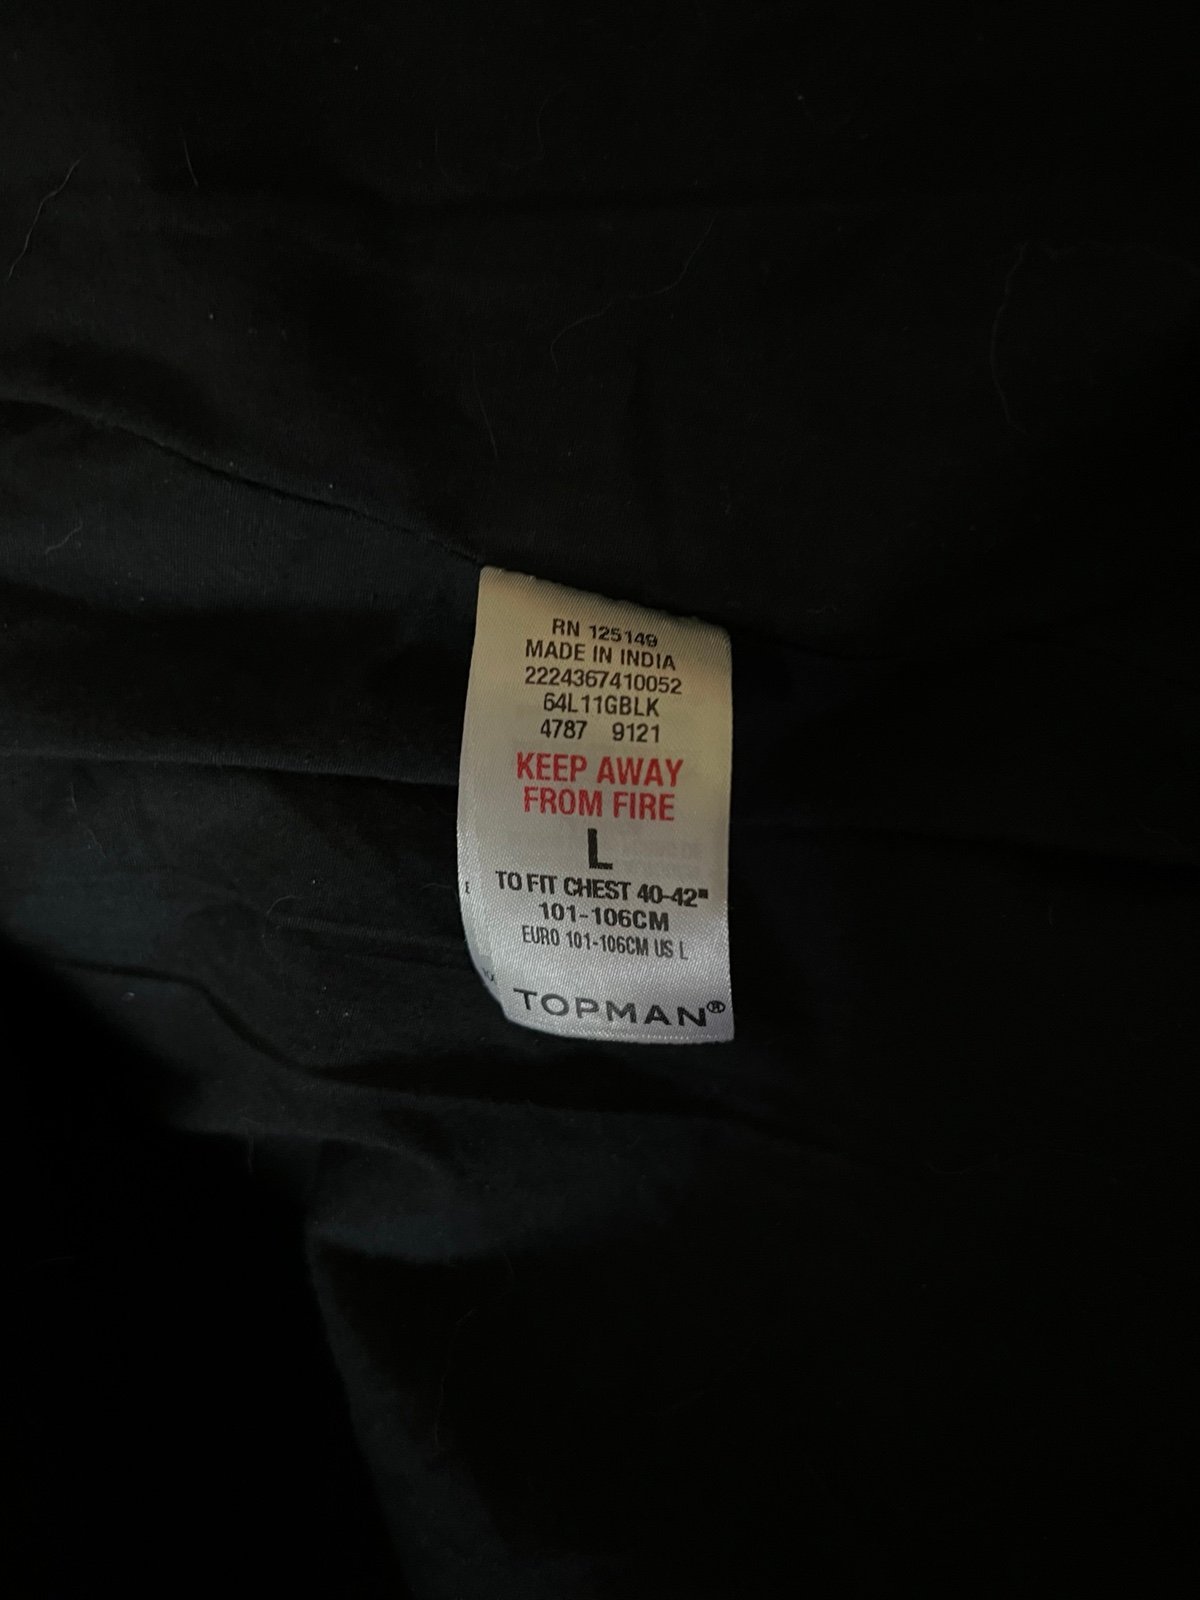 RN 125149
MADE IN INDIA
2224367410052
64L11GBLK
4787 9121
KEEP AWAY
FROM FIRE
L
TO FIT CHEST 40-42"
101-106CM
EURO 101-106CM US L
TOPMAN®